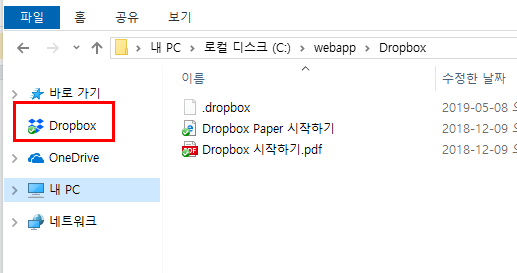 파일 홈 공유 보기
내 PC > 로컬 디스크 (C:) > webapp > Dropbox
이름 수정한 날짜
바로 가기
.dropbox 2019-05-08 오
Dropbox
Dropbox Paper 시작하기 2018-12-09 오
Dropbox 시작하기.pdf 2018-12-09 오
OneDrive
내 PC
네트워크